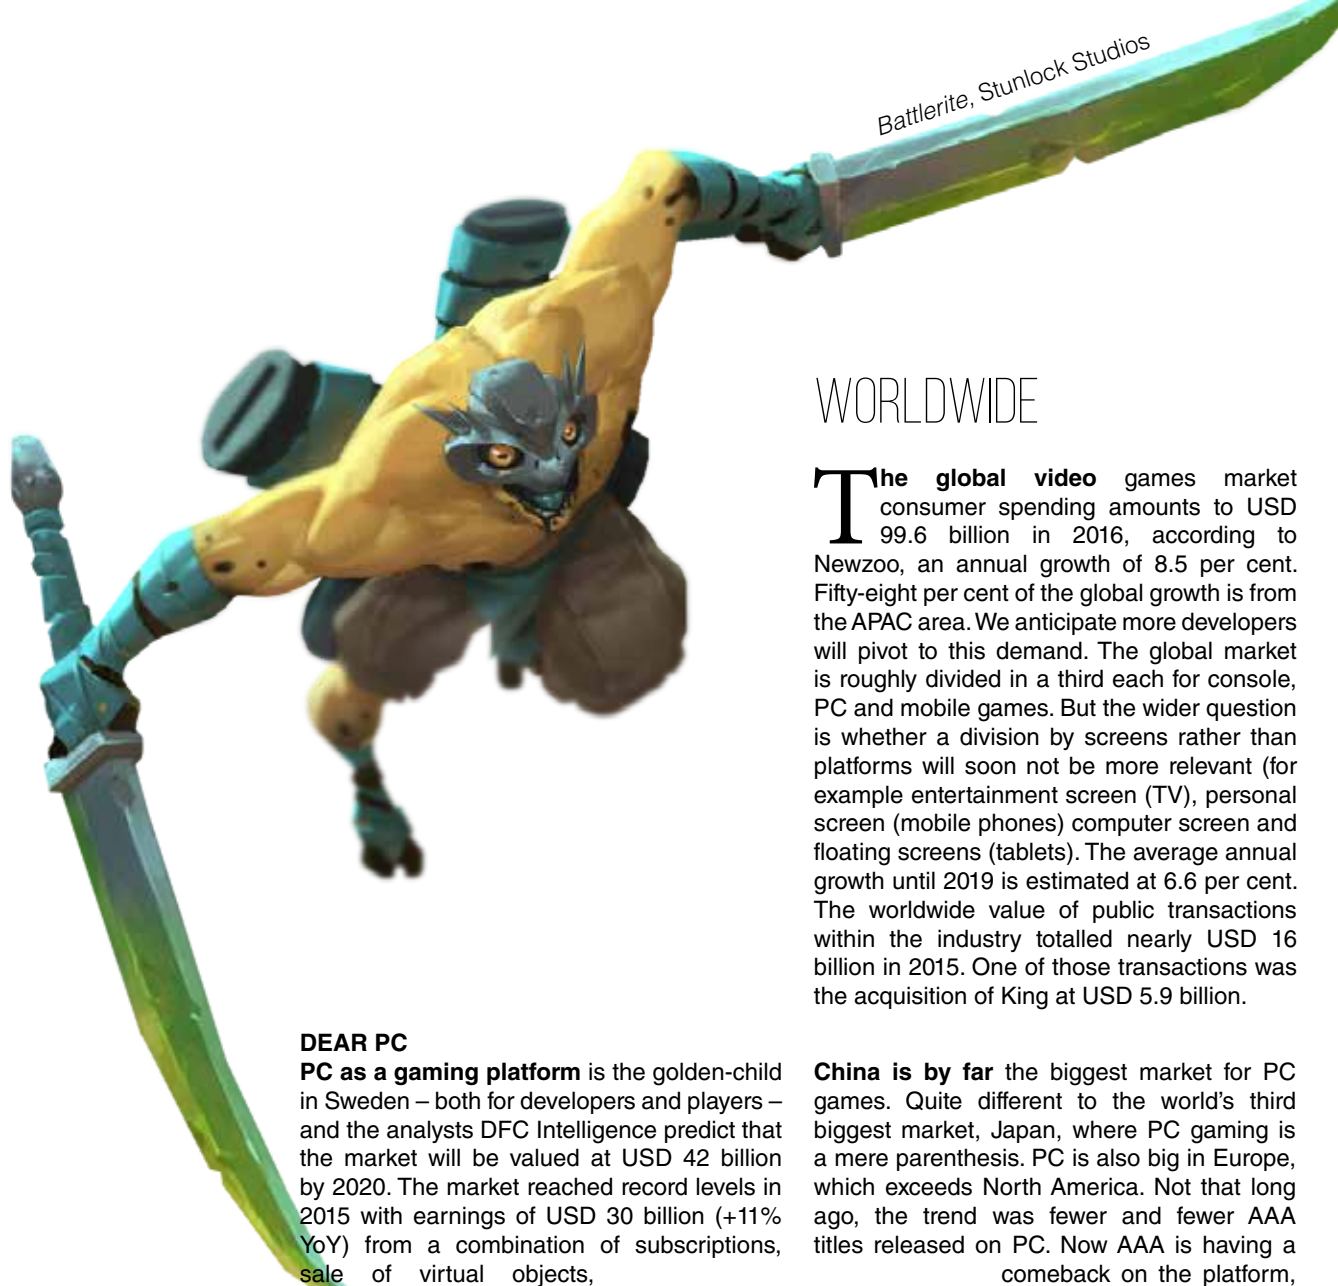 Battlerite, Stunlock Studios
WORLDWIDE
The global video games market
consumer spending amounts to USD
99.6 billion in 2016, according to
Newzoo, an annual growth of 8.5 per cent.
Fifty-eight per cent of the global growth is from
the APAC area. We anticipate more developers
will pivot to this demand. The global market
is roughly divided in a third each for console,
PC and mobile games. But the wider question
is whether a division by screens rather than
platforms will soon not be more relevant (for
example entertainment screen (TV), personal
screen (mobile phones) computer screen and
floating screens (tablets). The average annual
growth until 2019 is estimated at 6.6 per cent.
The worldwide value of public transactions
within the industry totalled nearly USD 16
billion in 2015. One of those transactions was
the acquisition of King at USD 5.9 billion.
DEAR PC
PC as a gaming platform is the golden-child
in Sweden – both for developers and players –
and the analysts DFC Intelligence predict that
the market will be valued at USD 42 billion
by 2020. The market reached record levels in
2015 with earnings of USD 30 billion (+11%
YoY) from a combination of subscriptions,
sale of virtual objects,
China is by far the biggest market for PC
games. Quite different to the world's third
biggest market, Japan, where PC gaming is
a mere parenthesis. PC is also big in Europe,
which exceeds North America. Not that long
ago, the trend was fewer and fewer AAA
titles released on PC. Now AAA is having a
comeback on the platform,